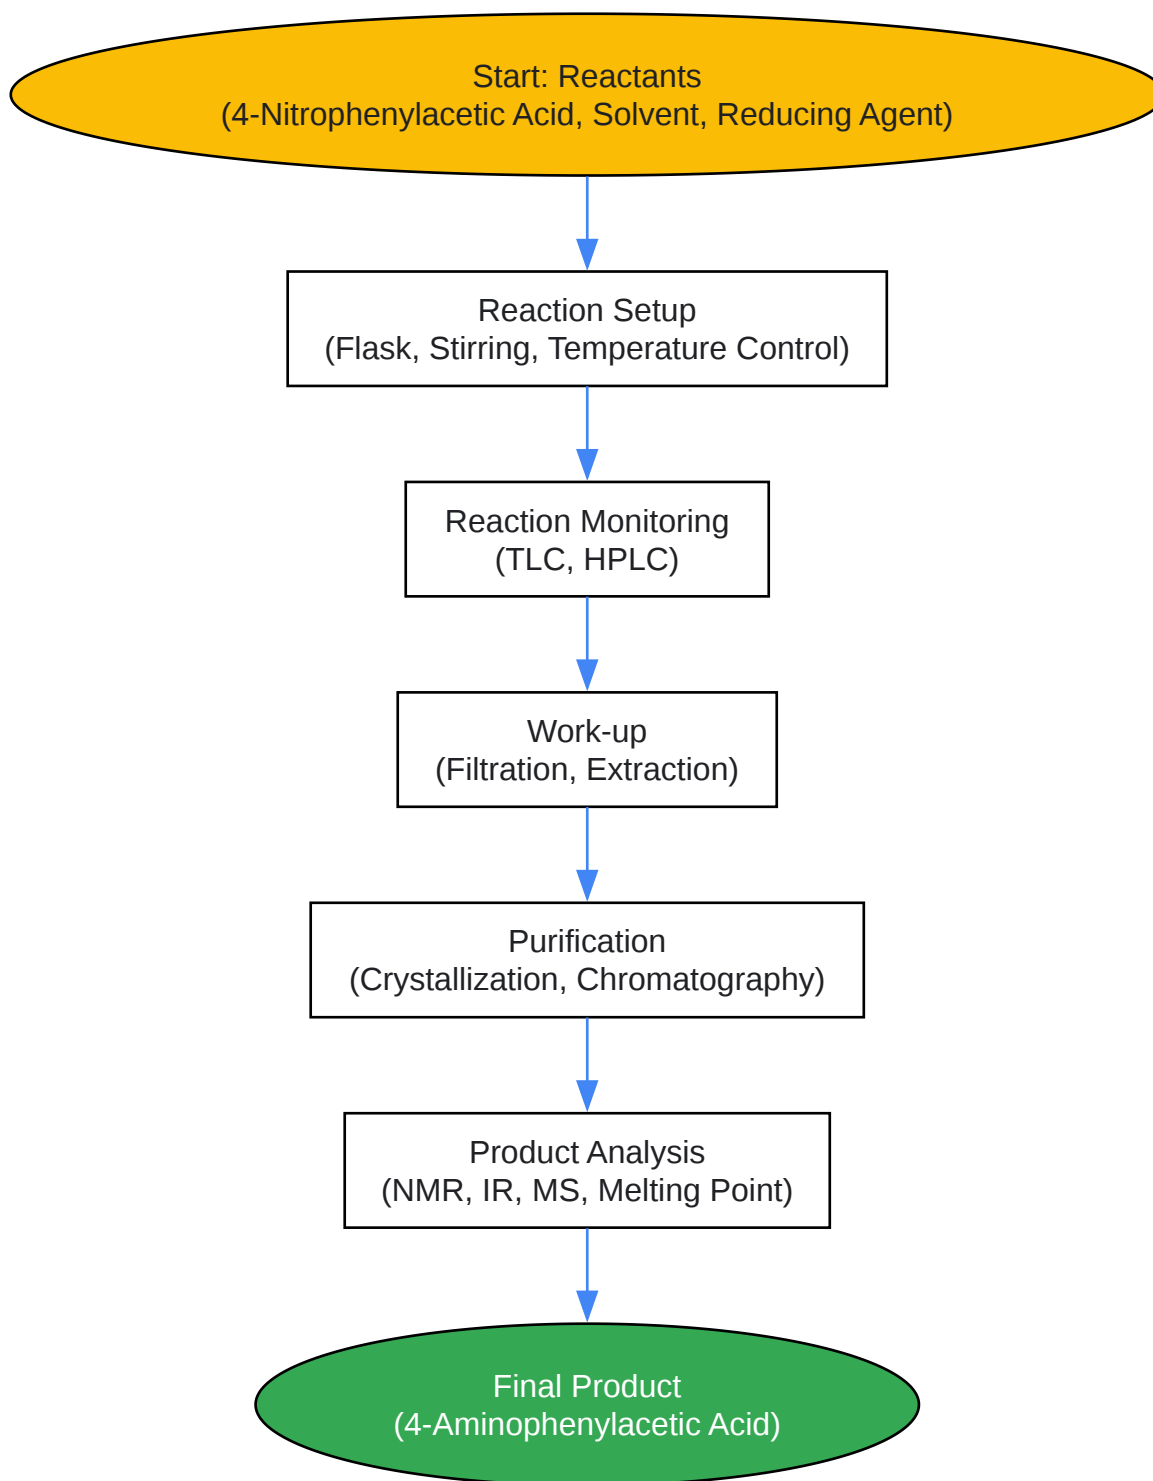 Start: Reactants
(4-Nitrophenylacetic Acid, Solvent, Reducing Agent)
Reaction Setup
(Flask, Stirring, Temperature Control)
Reaction Monitoring
(TLC, HPLC)
Work-up
(Filtration, Extraction)
Purification
(Crystallization, Chromatography)
Product Analysis
(NMR, IR, MS, Melting Point)
Final Product
(4-Aminophenylacetic Acid)